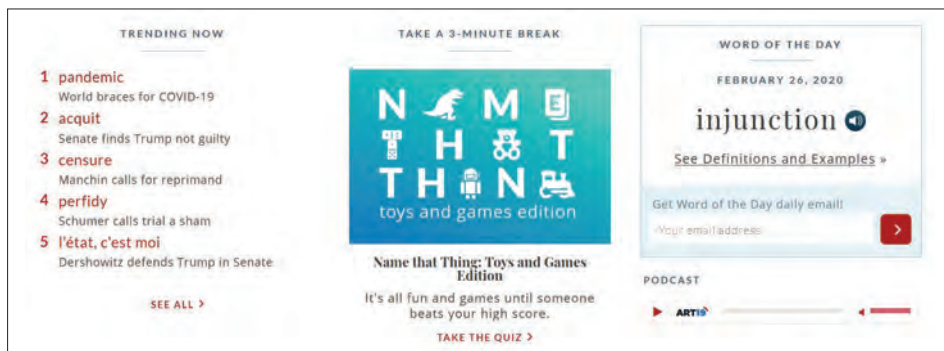 TRENDING NOW
1 pandemic
World braces for COVID-19
2 acquit
Senate finds Trump not guilty
3 censure
Manchin calls for reprimand
4 perfidy
Schumer calls trial a sham
5 l'état, c'est moi
Dershowitz defends Trump in Senate
SEE ALL >
TAKE A 3-MINUTE BREAK
N M E
T H T
T H N
toys and games edition
Name that Thing: Toys and Games
Edition
It's all fun and games until someone
beats your high score.
TAKE THE QUIZ >
WORD OF THE DAY
FEBRUARY 26, 2020
injunction
See Definitions and Examples »
Get Word of the Day daily email!
Your email address
PODCAST
ART19